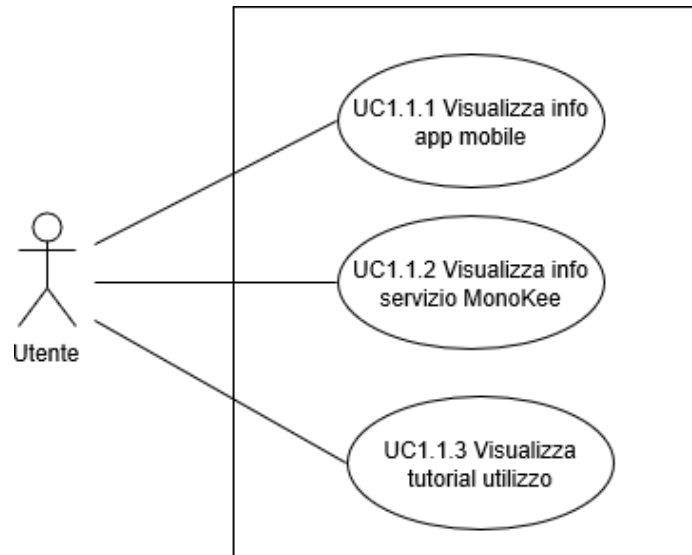 UC1.1.1 Visualizza info
app mobile
UC1.1.2 Visualizza info
servizio MonoKee
Utente
UC1.1.3 Visualizza
tutorial utilizzo